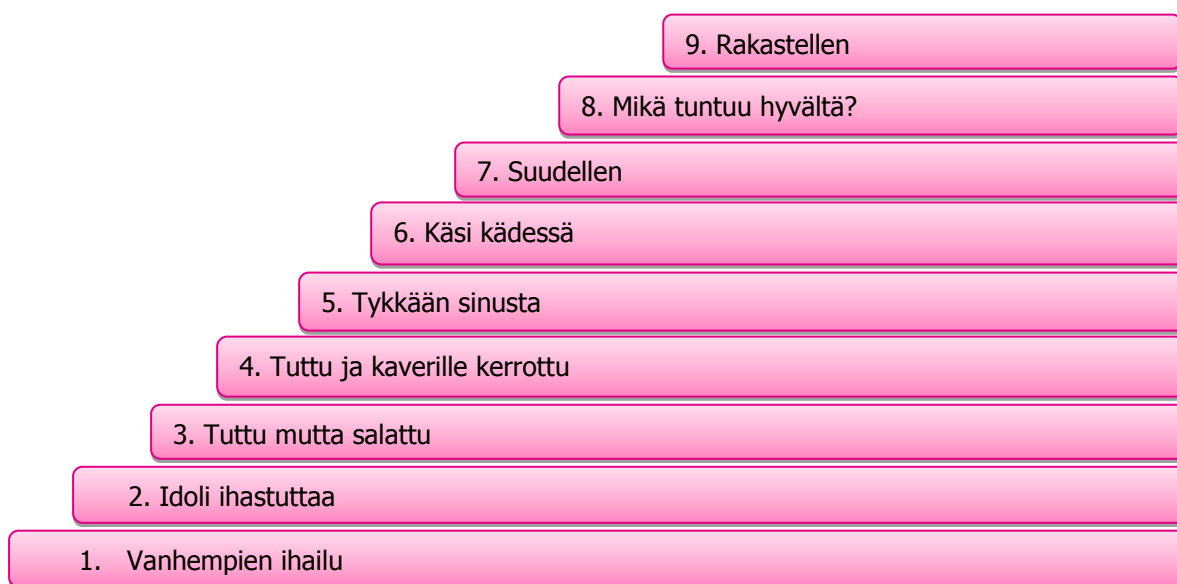 9. Rakastellen
8. Mikä tuntuu hyvältä?
7. Suudellen
6. Käsi kädessä
5. Tykkään sinusta
4. Tuttu ja kaverille kerrottu
3. Tuttu mutta salattu
2. Idoli ihastuttaa
1. Vanhempien ihailu